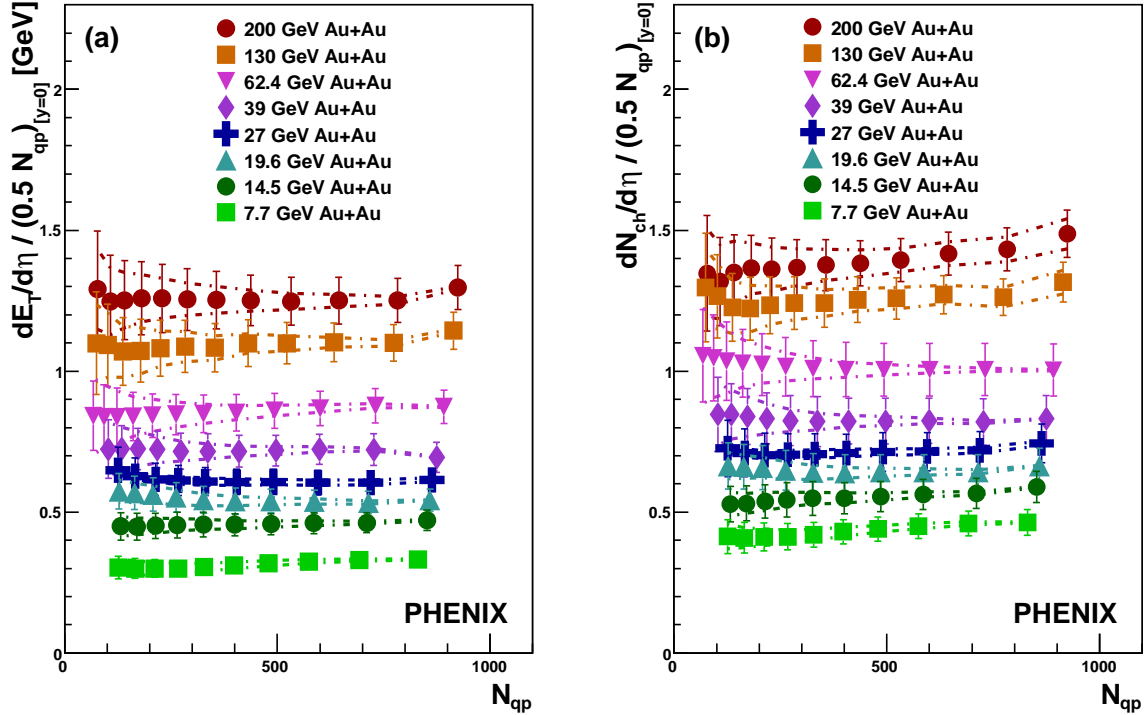 (a)
200 GeV Au+Au
130 GeV Au+Au
62.4 GeV Au+Au
39 GeV Au+Au
27 GeV Au+Au
19.6 GeV Au+Au
14.5 GeV Au+Au
7.7 GeV Au+Au
dE_T/dη / (0.5 N_qp)_[y=0] [GeV]
2
1.5
1
0.5
0
PHENIX
0 500 1000
N_qp
(b)
200 GeV Au+Au
130 GeV Au+Au
62.4 GeV Au+Au
39 GeV Au+Au
27 GeV Au+Au
19.6 GeV Au+Au
14.5 GeV Au+Au
7.7 GeV Au+Au
dN_ch/dη / (0.5 N_qp)_[y=0]
2
1.5
1
0.5
0
PHENIX
0 500 1000
N_qp